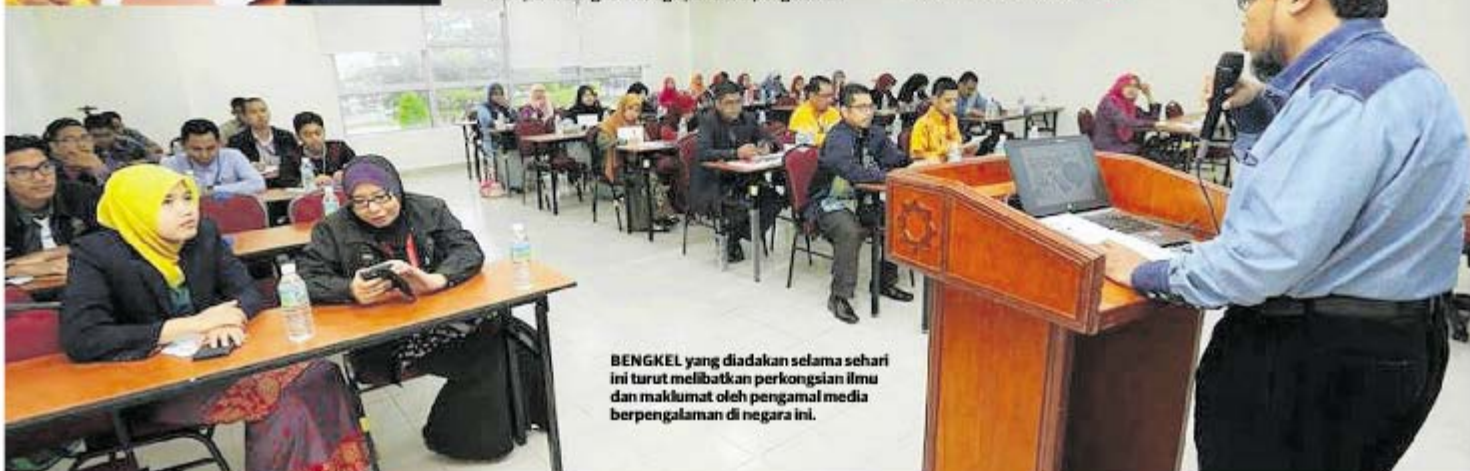 BENGKEL yang diadakan selama sehari
ini turut melibatkan perkongsian ilmu
dan maklumat oleh pengamal media
berpengalaman di negara ini.